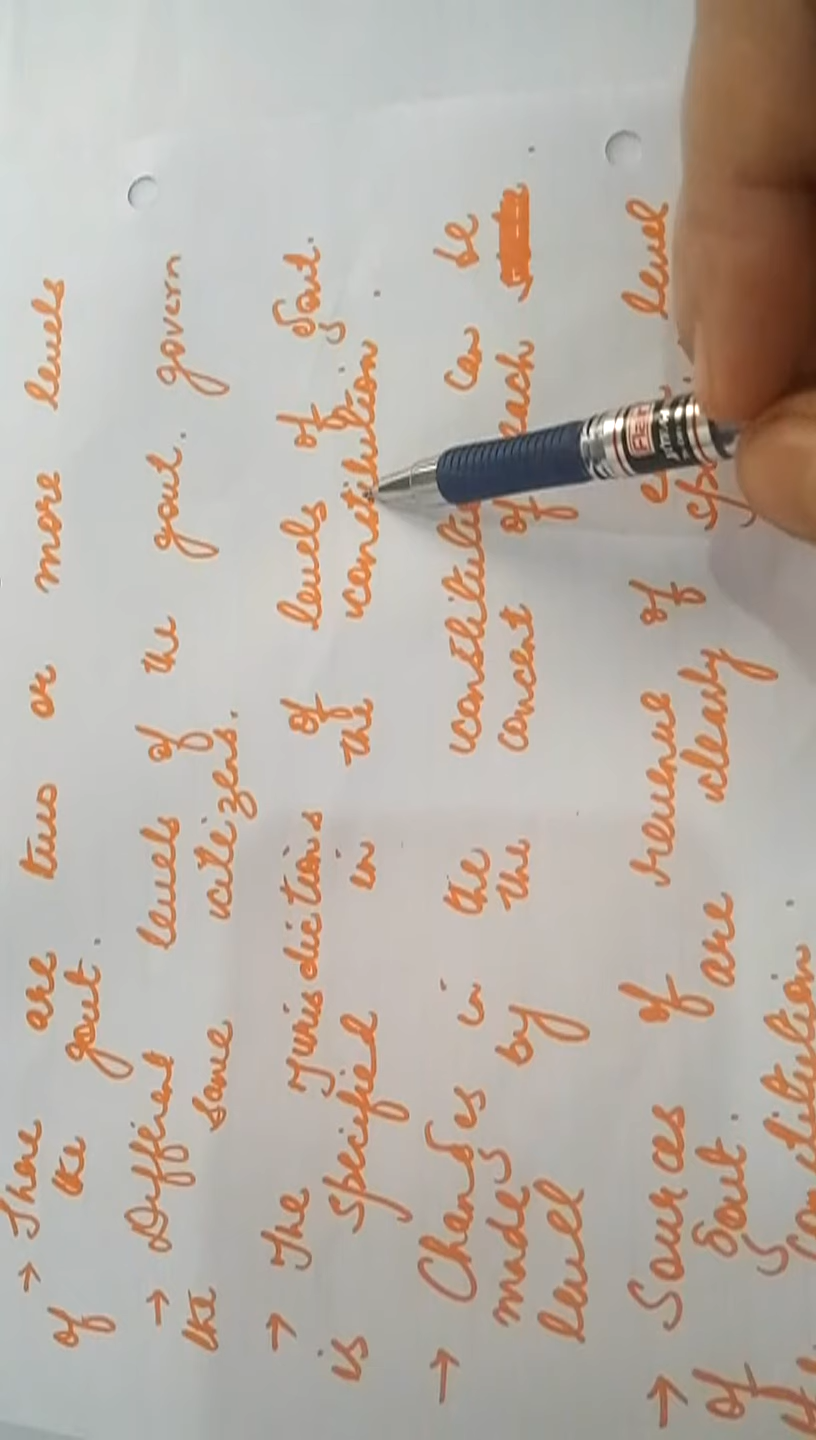 → There are two or more levels
of the govt.
→ Different levels of the govt. govern
the same citizens.
→ The jurisdictions of levels of Govt.
is specified in the constitution.
→ Changes in the constituti can be
made by the concent of each
level
→ Sources of revenue of level
of Govt. are clearly
Constitution.